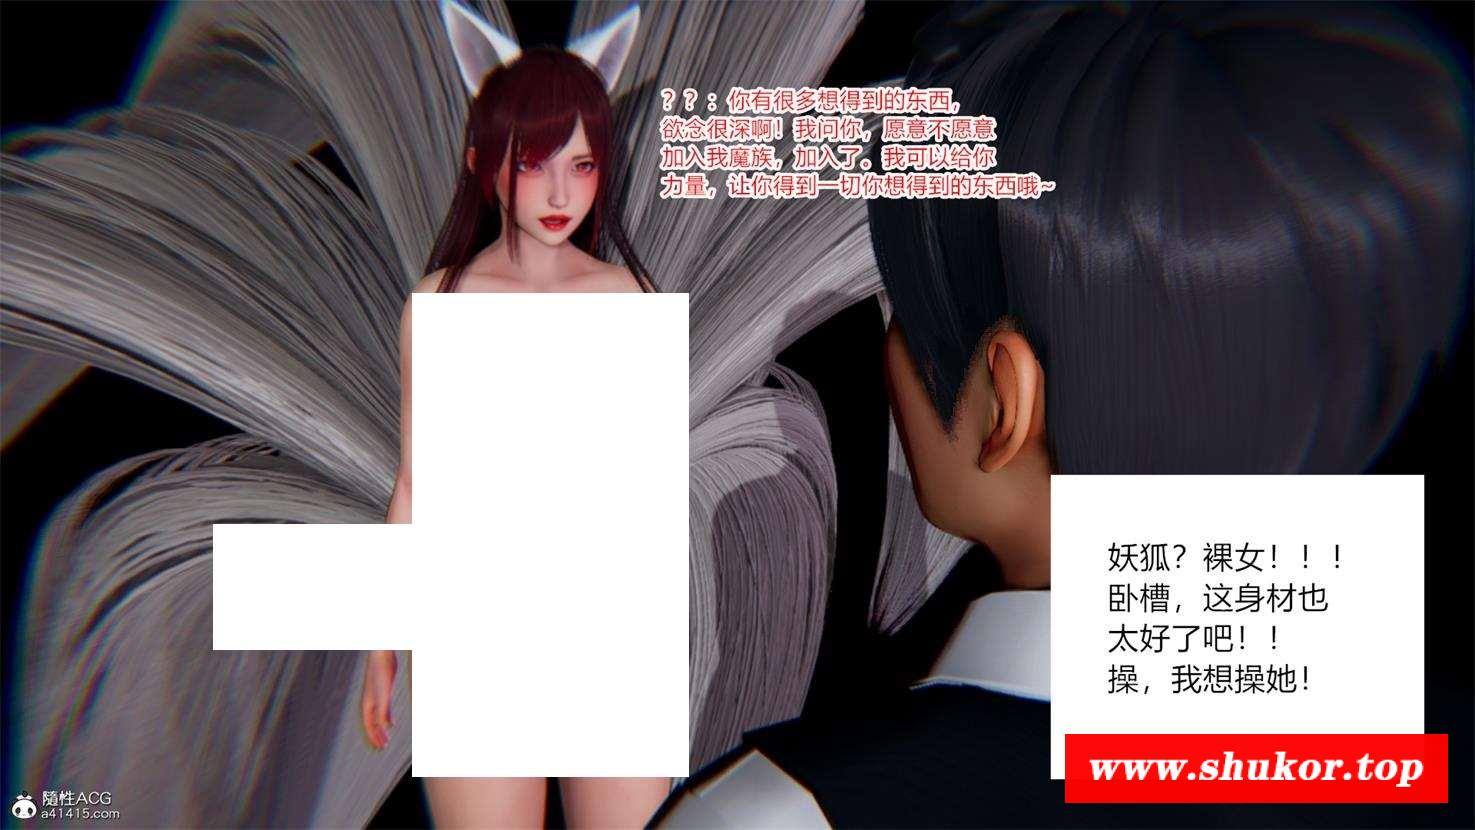 ？？：你有很多想得到的东西，
欲念很深啊！我问你，愿意不愿意
加入我魔族，加入了。我可以给你
力量，让你得到一切你想得到的东西哦~
妖狐？裸女！！！
卧槽，这身材也
太好了吧！！
操，我想操她！
www.shukor.top
隨性ACG
a41415.com